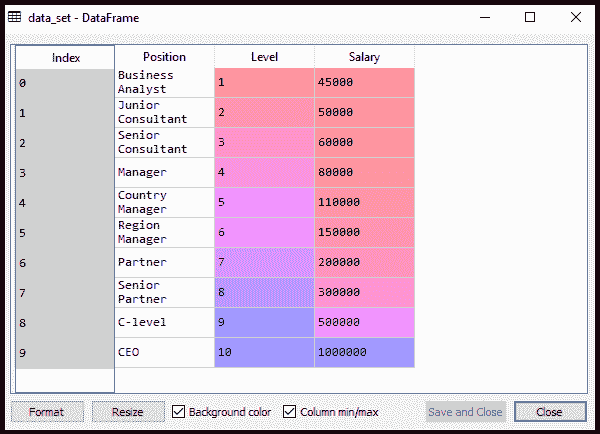 data_set - DataFrame
Index Position Level Salary
0 Business Analyst 1 45000
1 Junior Consultant 2 50000
2 Senior Consultant 3 60000
3 Manager 4 80000
4 Country Manager 5 110000
5 Region Manager 6 150000
6 Partner 7 200000
7 Senior Partner 8 300000
8 C-level 9 500000
9 CEO 10 1000000
Format Resize Background color Column min/max Save and Close Close